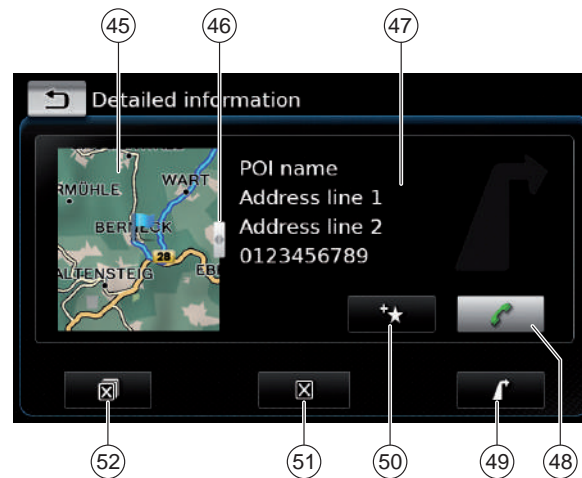 45 46 47
Detailed information
RMÜHLE
WART
BERNECK
28
ALTENSTEIG
EB
POI name
Address line 1
Address line 2
0123456789
52 51 50 49 48